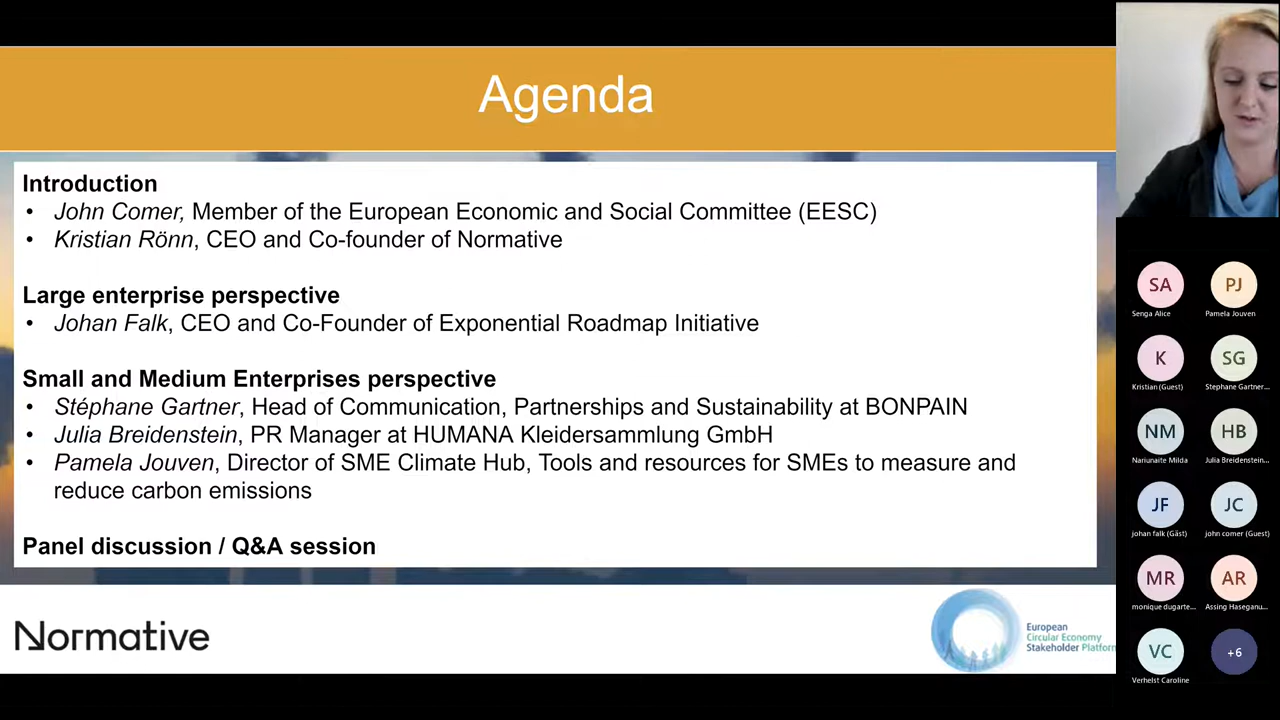 Agenda
Introduction
• John Comer, Member of the European Economic and Social Committee (EESC)
• Kristian Rönn, CEO and Co-founder of Normative
Large enterprise perspective
• Johan Falk, CEO and Co-Founder of Exponential Roadmap Initiative
Small and Medium Enterprises perspective
• Stéphane Gartner, Head of Communication, Partnerships and Sustainability at BONPAIN
• Julia Breidenstein, PR Manager at HUMANA Kleidersammlung GmbH
• Pamela Jouven, Director of SME Climate Hub, Tools and resources for SMEs to measure and
reduce carbon emissions
Panel discussion / Q&A session
Normative
European
Circular Economy
Stakeholder Platform
SA
Senga Alice
PJ
Pamela Jouven
K
Kristian (Guest)
SG
Stephane Gartner...
NM
Nariunaite Milda
HB
Julia Breidenstein...
JF
johan falk (Gäst)
JC
john comer (Guest)
MR
monique dugarte...
AR
Assing Haseganu...
VC
Verhelst Caroline
+6